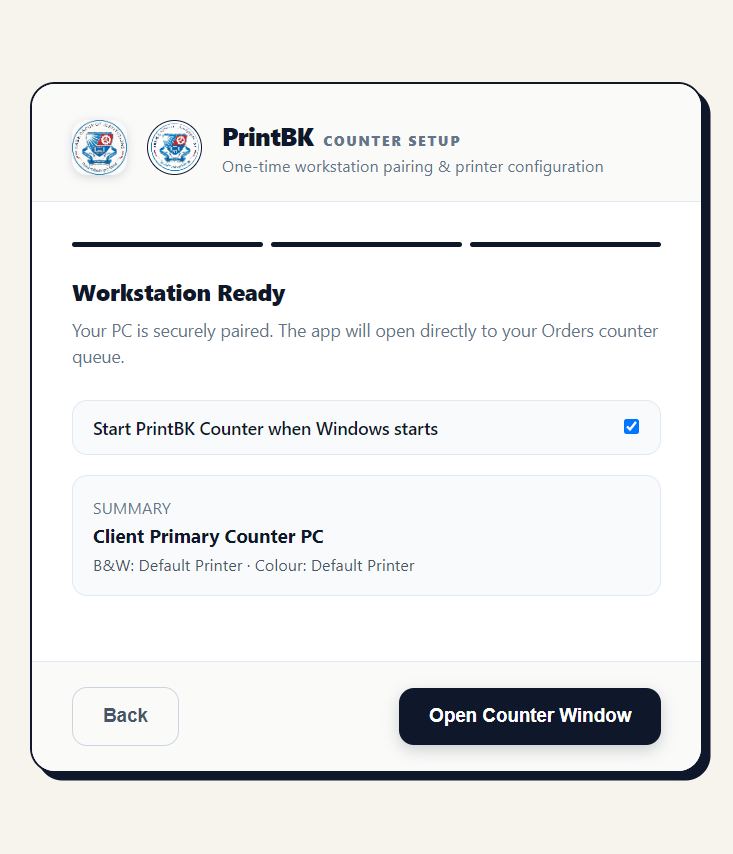 PrintBK COUNTER SETUP
One-time workstation pairing & printer configuration
Workstation Ready
Your PC is securely paired. The app will open directly to your Orders counter
queue.
Start PrintBK Counter when Windows starts
SUMMARY
Client Primary Counter PC
B&W: Default Printer · Colour: Default Printer
Back
Open Counter Window